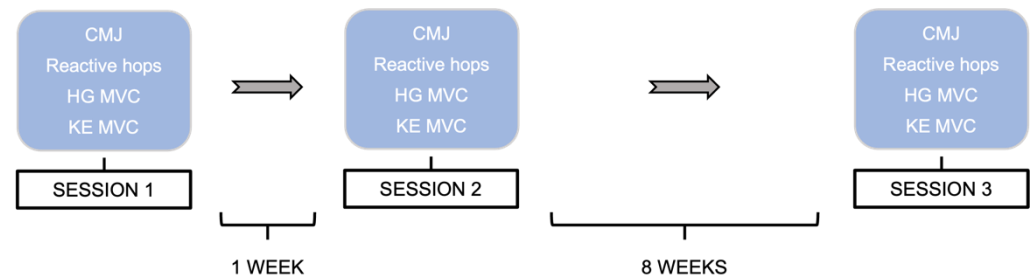 CMJ
Reactive hops
HG MVC
KE MVC
SESSION 1
CMJ
Reactive hops
HG MVC
KE MVC
SESSION 2
CMJ
Reactive hops
HG MVC
KE MVC
SESSION 3
1 WEEK
8 WEEKS